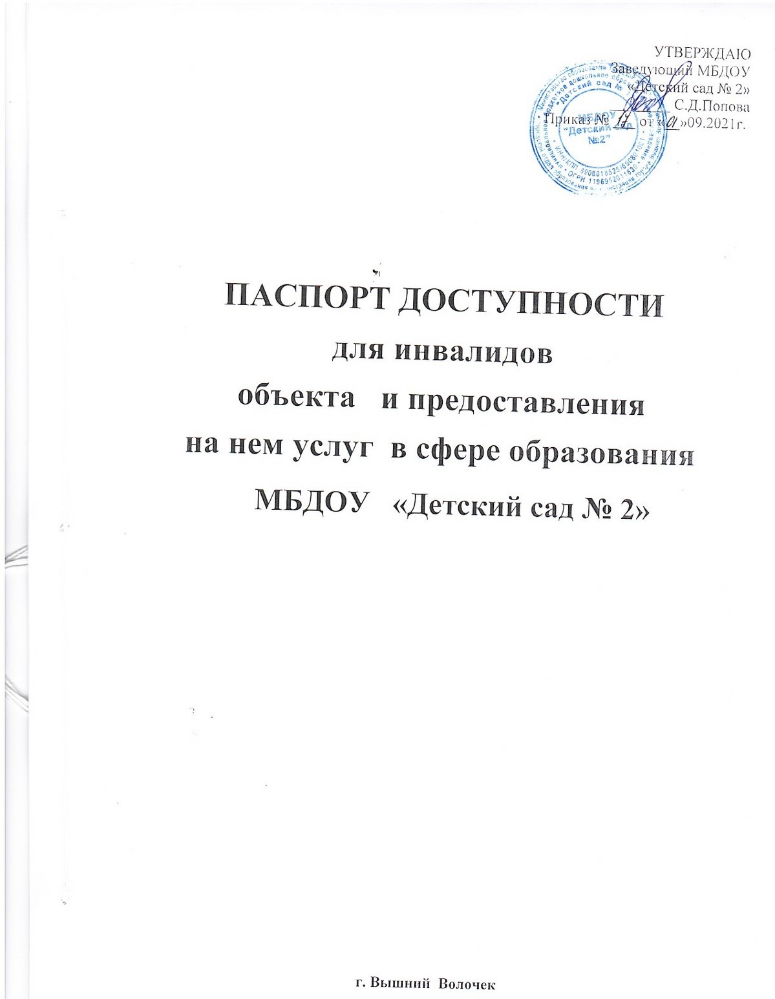 УТВЕРЖДАЮ
Заведующий МБДОУ
«Детский сад № 2»
С.Д.Попова
Приказ № 17 от «01»09.2021г.
МБДОУ
"Детский сад
№2"
ПАСПОРТ ДОСТУПНОСТИ
для инвалидов
объекта и предоставления
на нем услуг в сфере образования
МБДОУ «Детский сад № 2»
г. Вышний Волочек